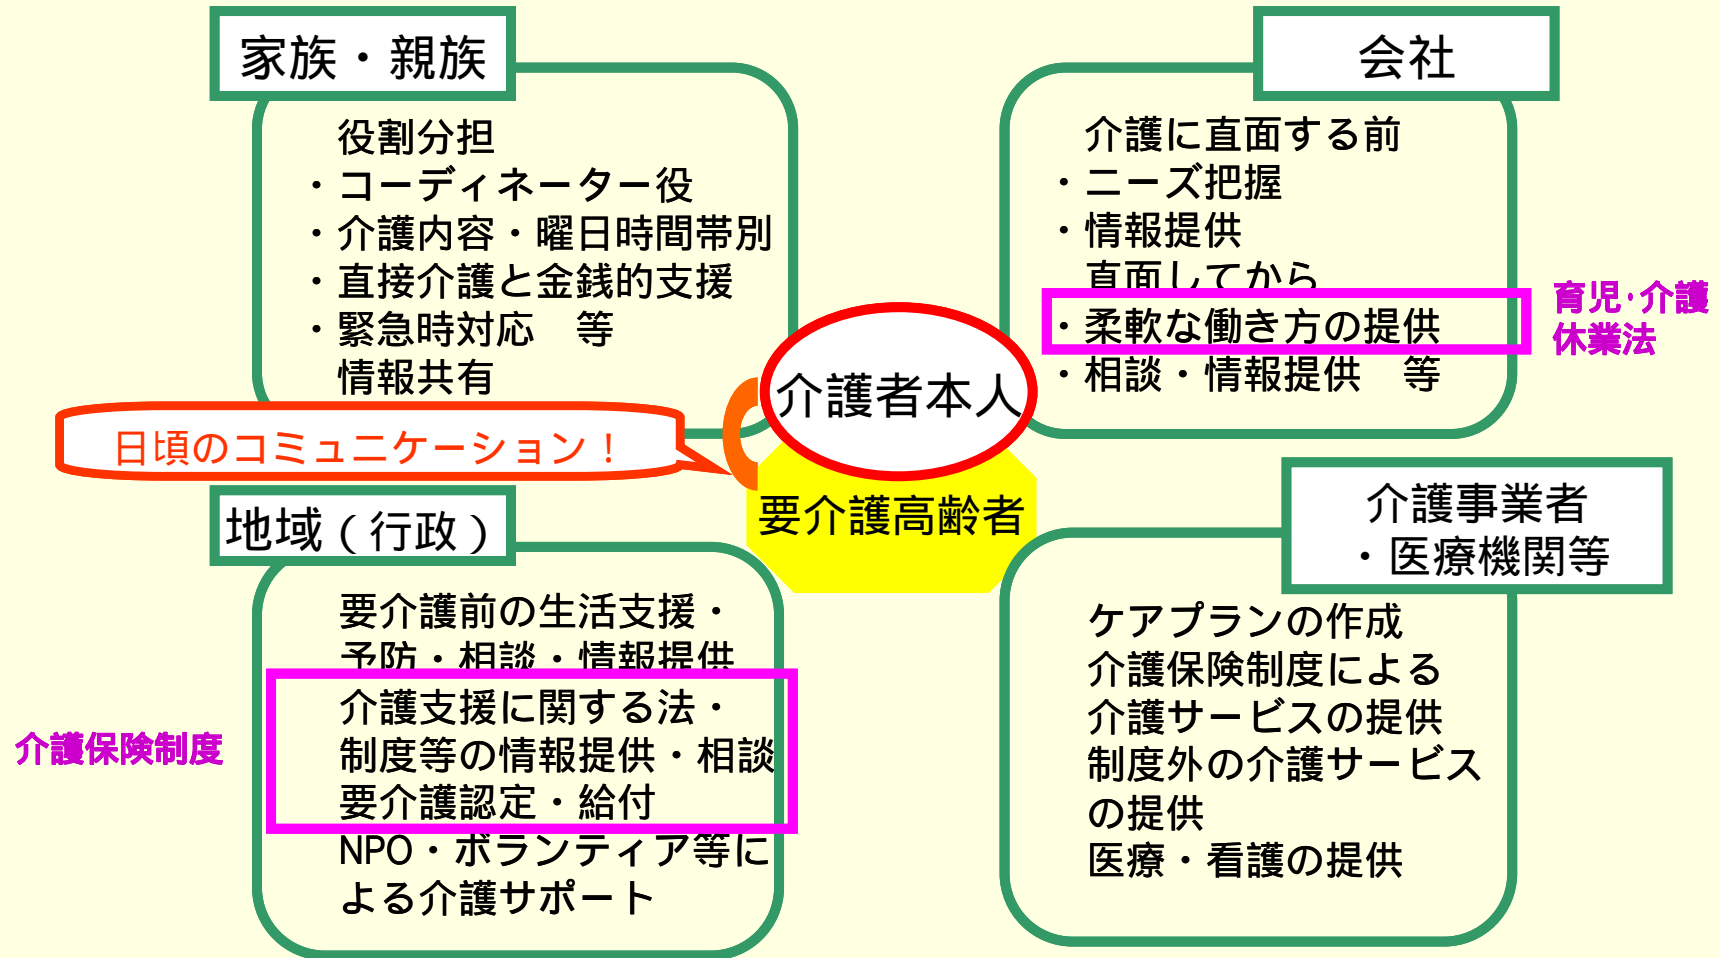 家族・親族
役割分担
・コーディネーター役
・介護内容・曜日時間帯別
・直接介護と金銭的支援
・緊急時対応　等
情報共有
会社
介護に直面する前
・ニーズ把握
・情報提供
直面してから
・柔軟な働き方の提供
・相談・情報提供　等
育児・介護
休業法
介護者本人
日頃のコミュニケーション！
要介護高齢者
地域（行政）
要介護前の生活支援・
予防・相談・情報提供
介護支援に関する法・
制度等の情報提供・相談
要介護認定・給付
NPO・ボランティア等に
よる介護サポート
介護保険制度
介護事業者
・医療機関等
ケアプランの作成
介護保険制度による
介護サービスの提供
制度外の介護サービス
の提供
医療・看護の提供